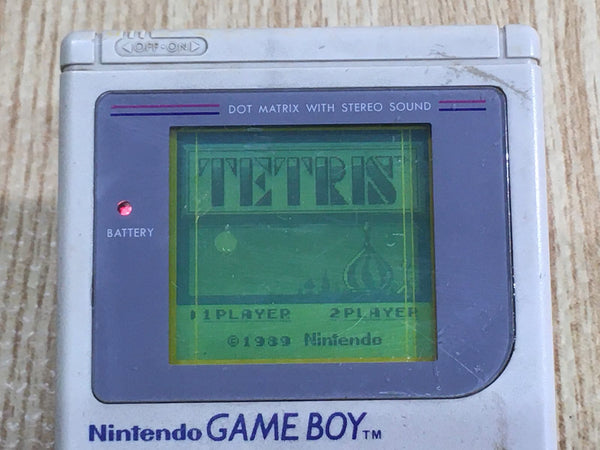 OFF•ON
DOT MATRIX WITH STEREO SOUND
TETRIS
BATTERY
1PLAYER 2PLAYER
©1989 Nintendo
Nintendo GAME BOY™